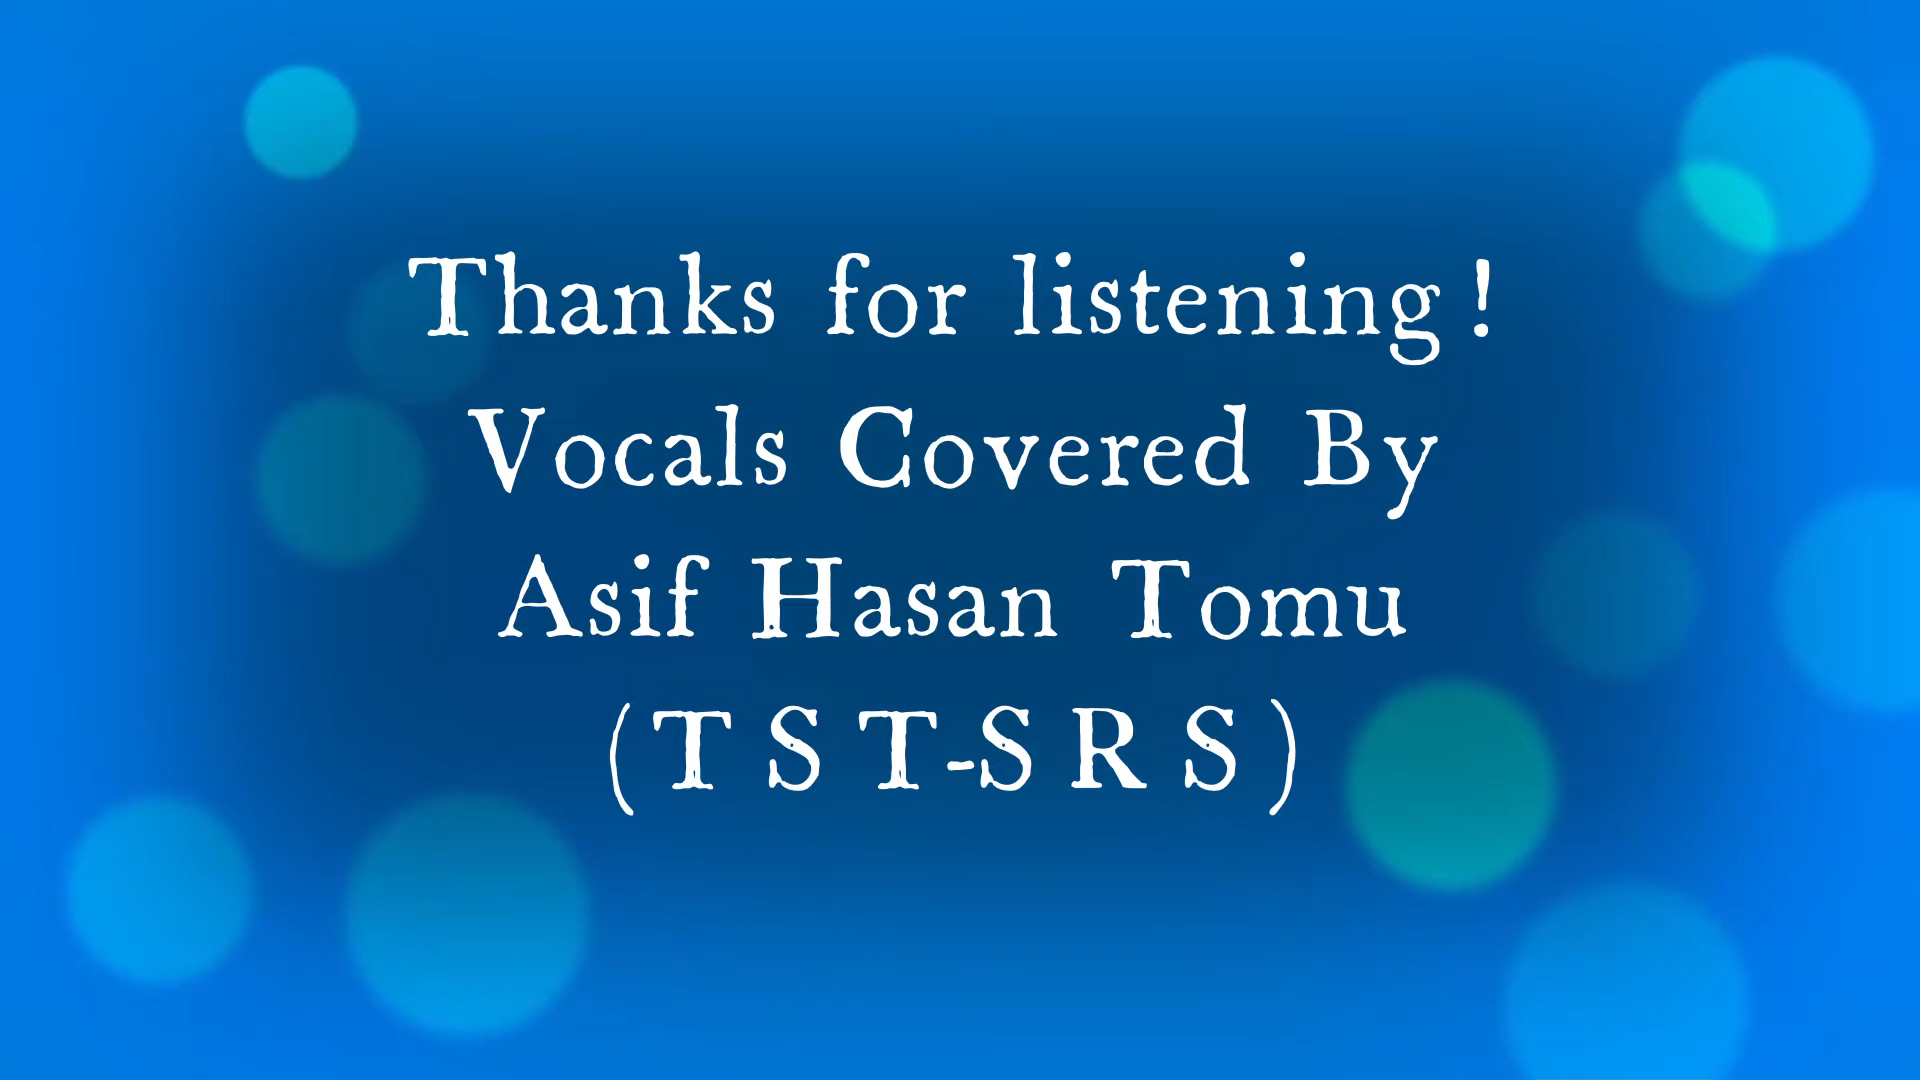 Thanks for listening!
Vocals Covered By
Asif Hasan Tomu
(TST-SRS)